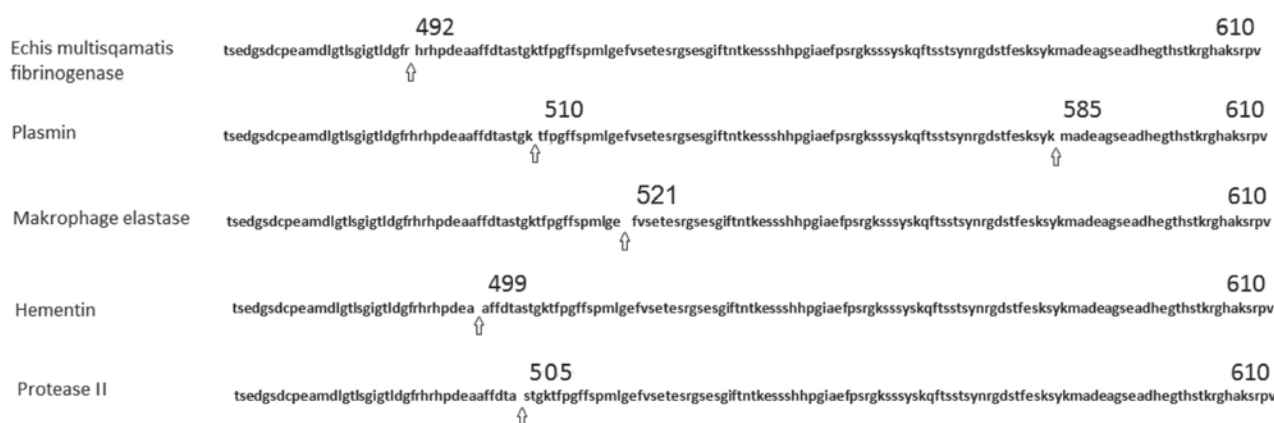 492 610
Echis multisqamatis tsedgsdcpeamdlgtlsgigtldgfr hrhpdeaaffdtastgktfpgffspmlgefvsetesrgsesgiftntkessshhpgiaefpsrgksssyskqftsstsynrgdstfesksykmadeagseadhegthstkrghaksrpv
fibrinogenase
510 585 610
Plasmin tsedgsdcpeamdlgtlsgigtldgfrhrhpdeaaffdtastgk tfpgffspmlgefvsetesrgsesgiftntkessshhpgiaefpsrgksssyskqftsstsynrgdstfesksyk madeagseadhegthstkrghaksrpv
521 610
Makrophage elastase tsedgsdcpeamdlgtlsgigtldgfrhrhpdeaaffdtastgktfpgffspmlge fvsetesrgsesgiftntkessshhpgiaefpsrgksssyskqftsstsynrgdstfesksykmadeagseadhegthstkrghaksrpv
499 610
Hementin tsedgsdcpeamdlgtlsgigtldgfrhrhpdea affdtastgktfpgffspmlgefvsetesrgsesgiftntkessshhpgiaefpsrgksssyskqftsstsynrgdstfesksykmadeagseadhegthstkrghaksrpv
505 610
Protease II tsedgsdcpeamdlgtlsgigtldgfrhrhpdeaaffdta stgktfpgffspmlgefvsetesrgsesgiftntkessshhpgiaefpsrgksssyskqftsstsynrgdstfesksykmadeagseadhegthstkrghaksrpv